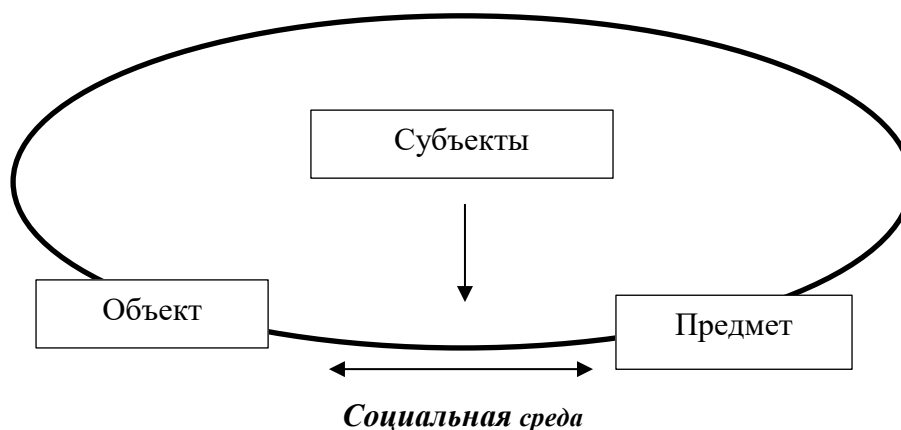 Субъекты
Объект
Предмет
Социальная среда